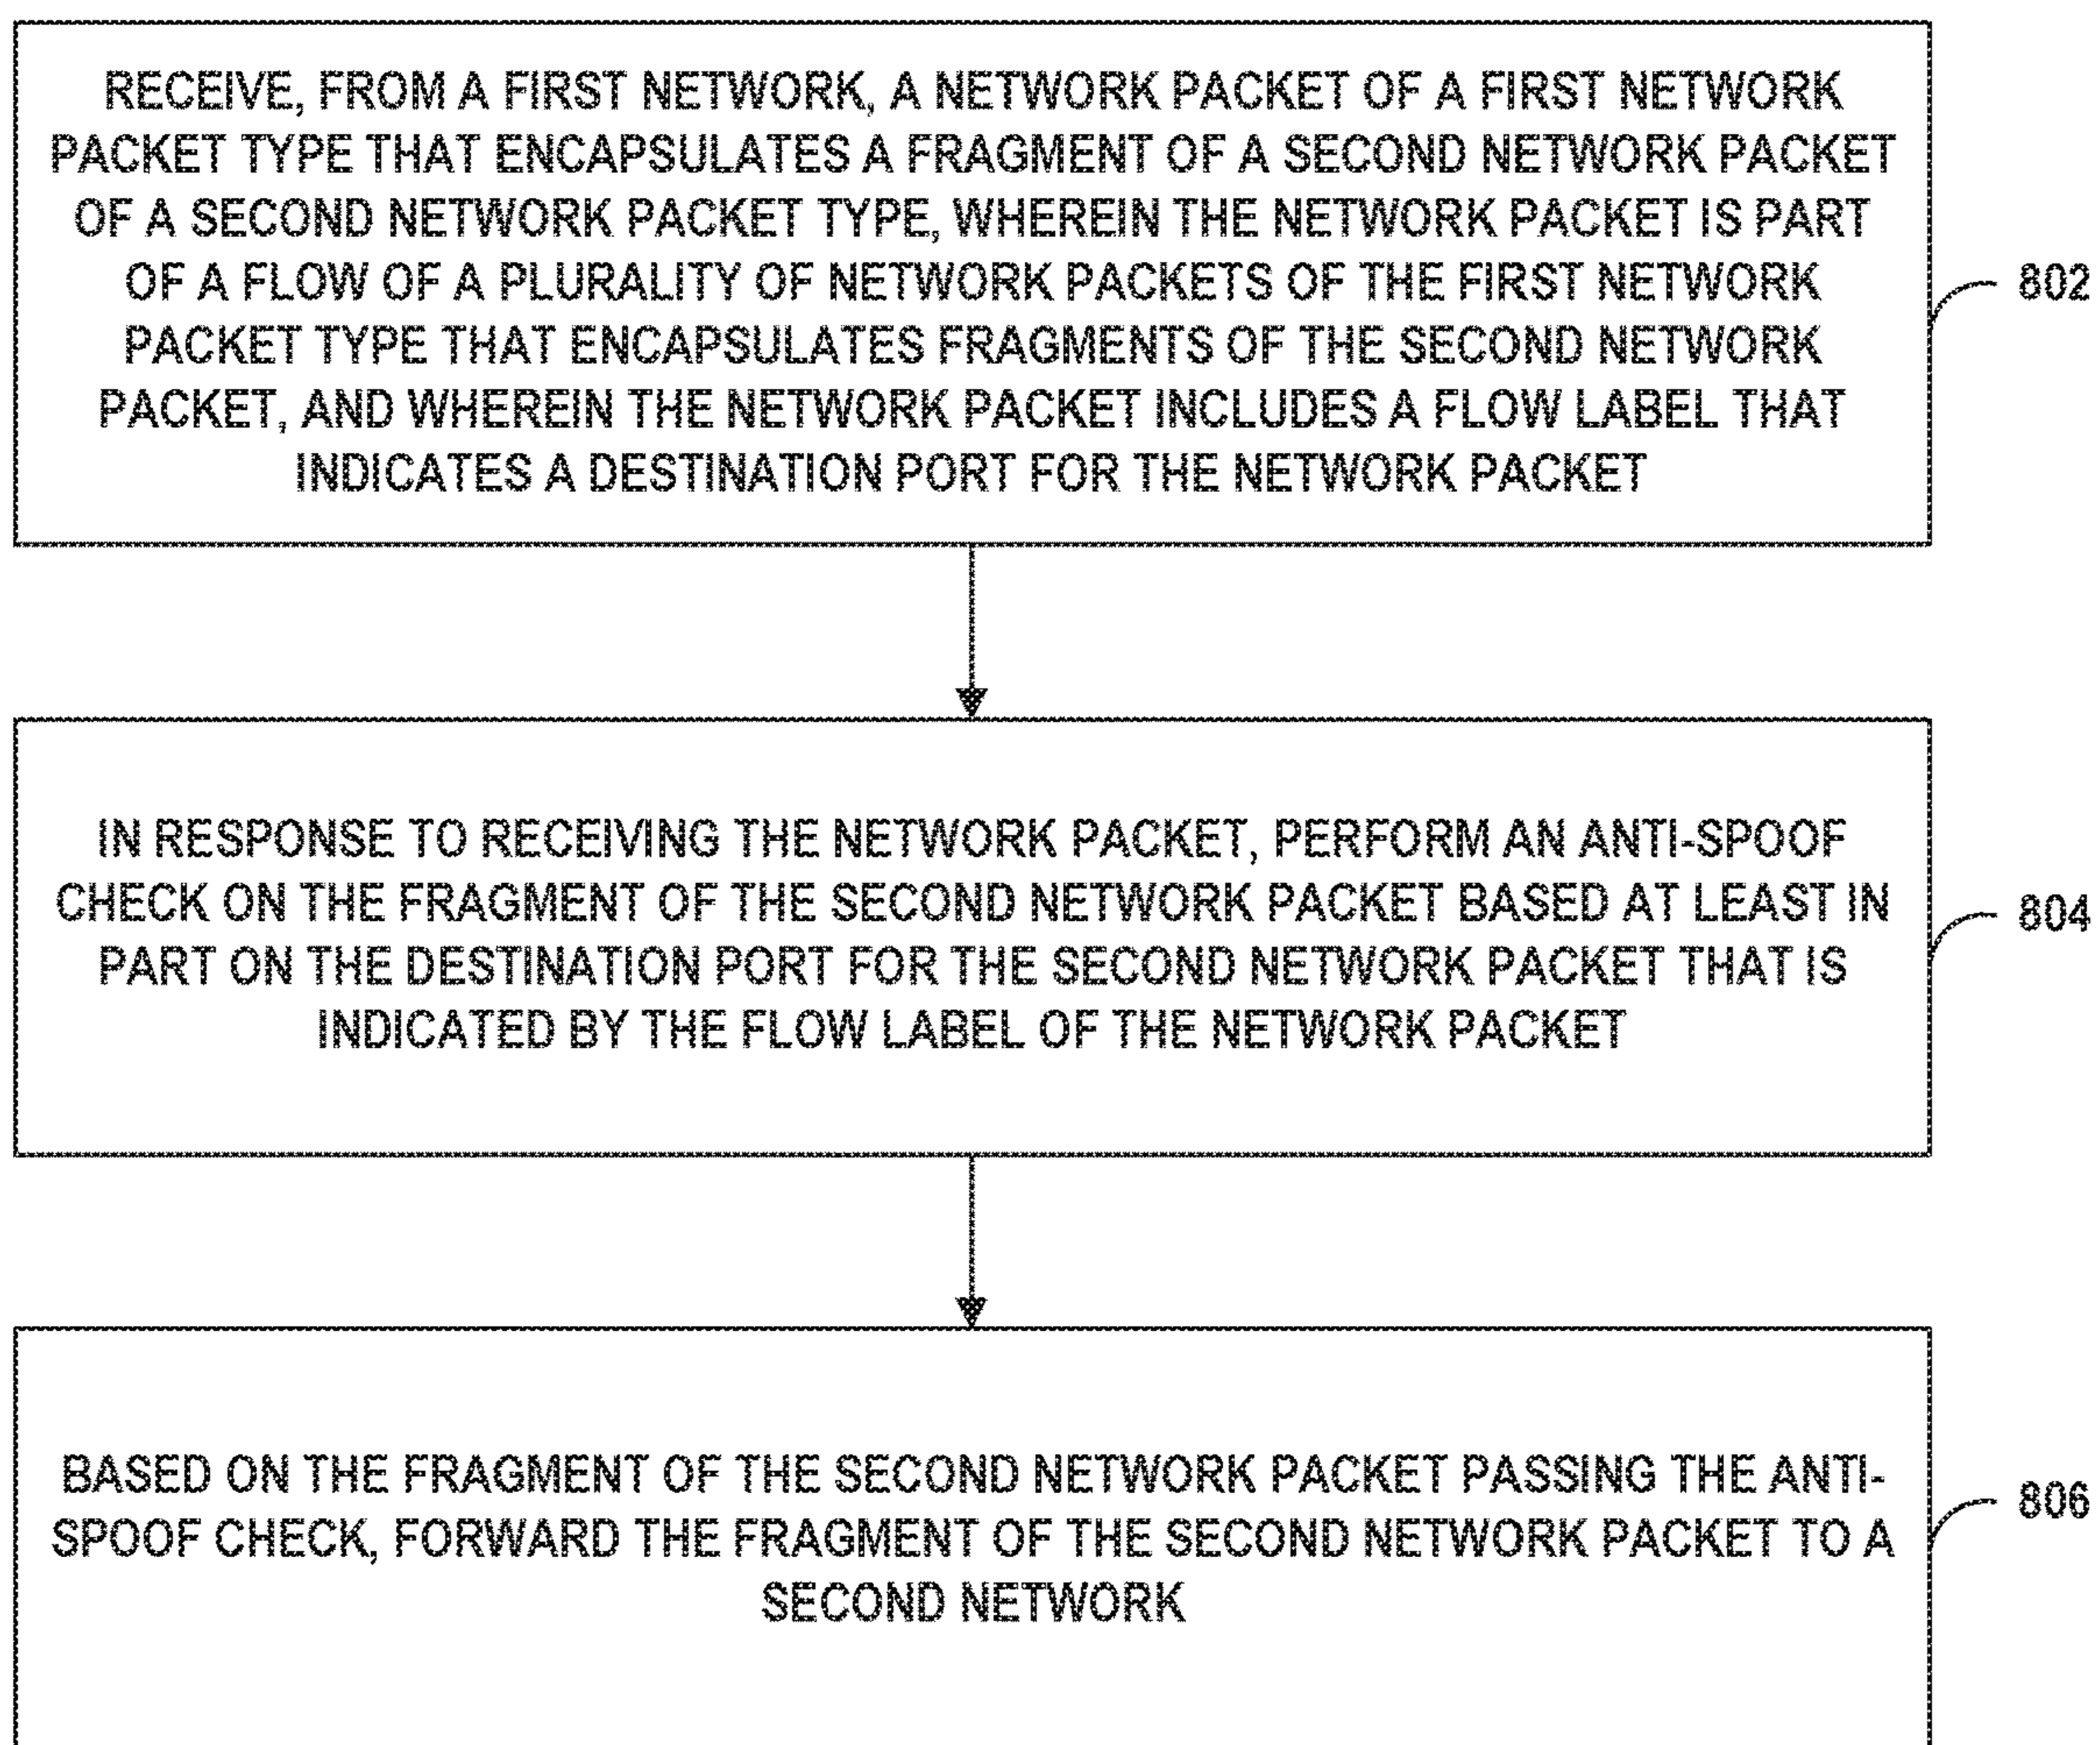 RECEIVE, FROM A FIRST NETWORK, A NETWORK PACKET OF A FIRST NETWORK
PACKET TYPE THAT ENCAPSULATES A FRAGMENT OF A SECOND NETWORK PACKET
OF A SECOND NETWORK PACKET TYPE, WHEREIN THE NETWORK PACKET IS PART
OF A FLOW OF A PLURALITY OF NETWORK PACKETS OF THE FIRST NETWORK
PACKET TYPE THAT ENCAPSULATES FRAGMENTS OF THE SECOND NETWORK
PACKET, AND WHEREIN THE NETWORK PACKET INCLUDES A FLOW LABEL THAT
INDICATES A DESTINATION PORT FOR THE NETWORK PACKET
802
IN RESPONSE TO RECEIVING THE NETWORK PACKET, PERFORM AN ANTI-SPOOF
CHECK ON THE FRAGMENT OF THE SECOND NETWORK PACKET BASED AT LEAST IN
PART ON THE DESTINATION PORT FOR THE SECOND NETWORK PACKET THAT IS
INDICATED BY THE FLOW LABEL OF THE NETWORK PACKET
804
BASED ON THE FRAGMENT OF THE SECOND NETWORK PACKET PASSING THE ANTI-
SPOOF CHECK, FORWARD THE FRAGMENT OF THE SECOND NETWORK PACKET TO A
SECOND NETWORK
806